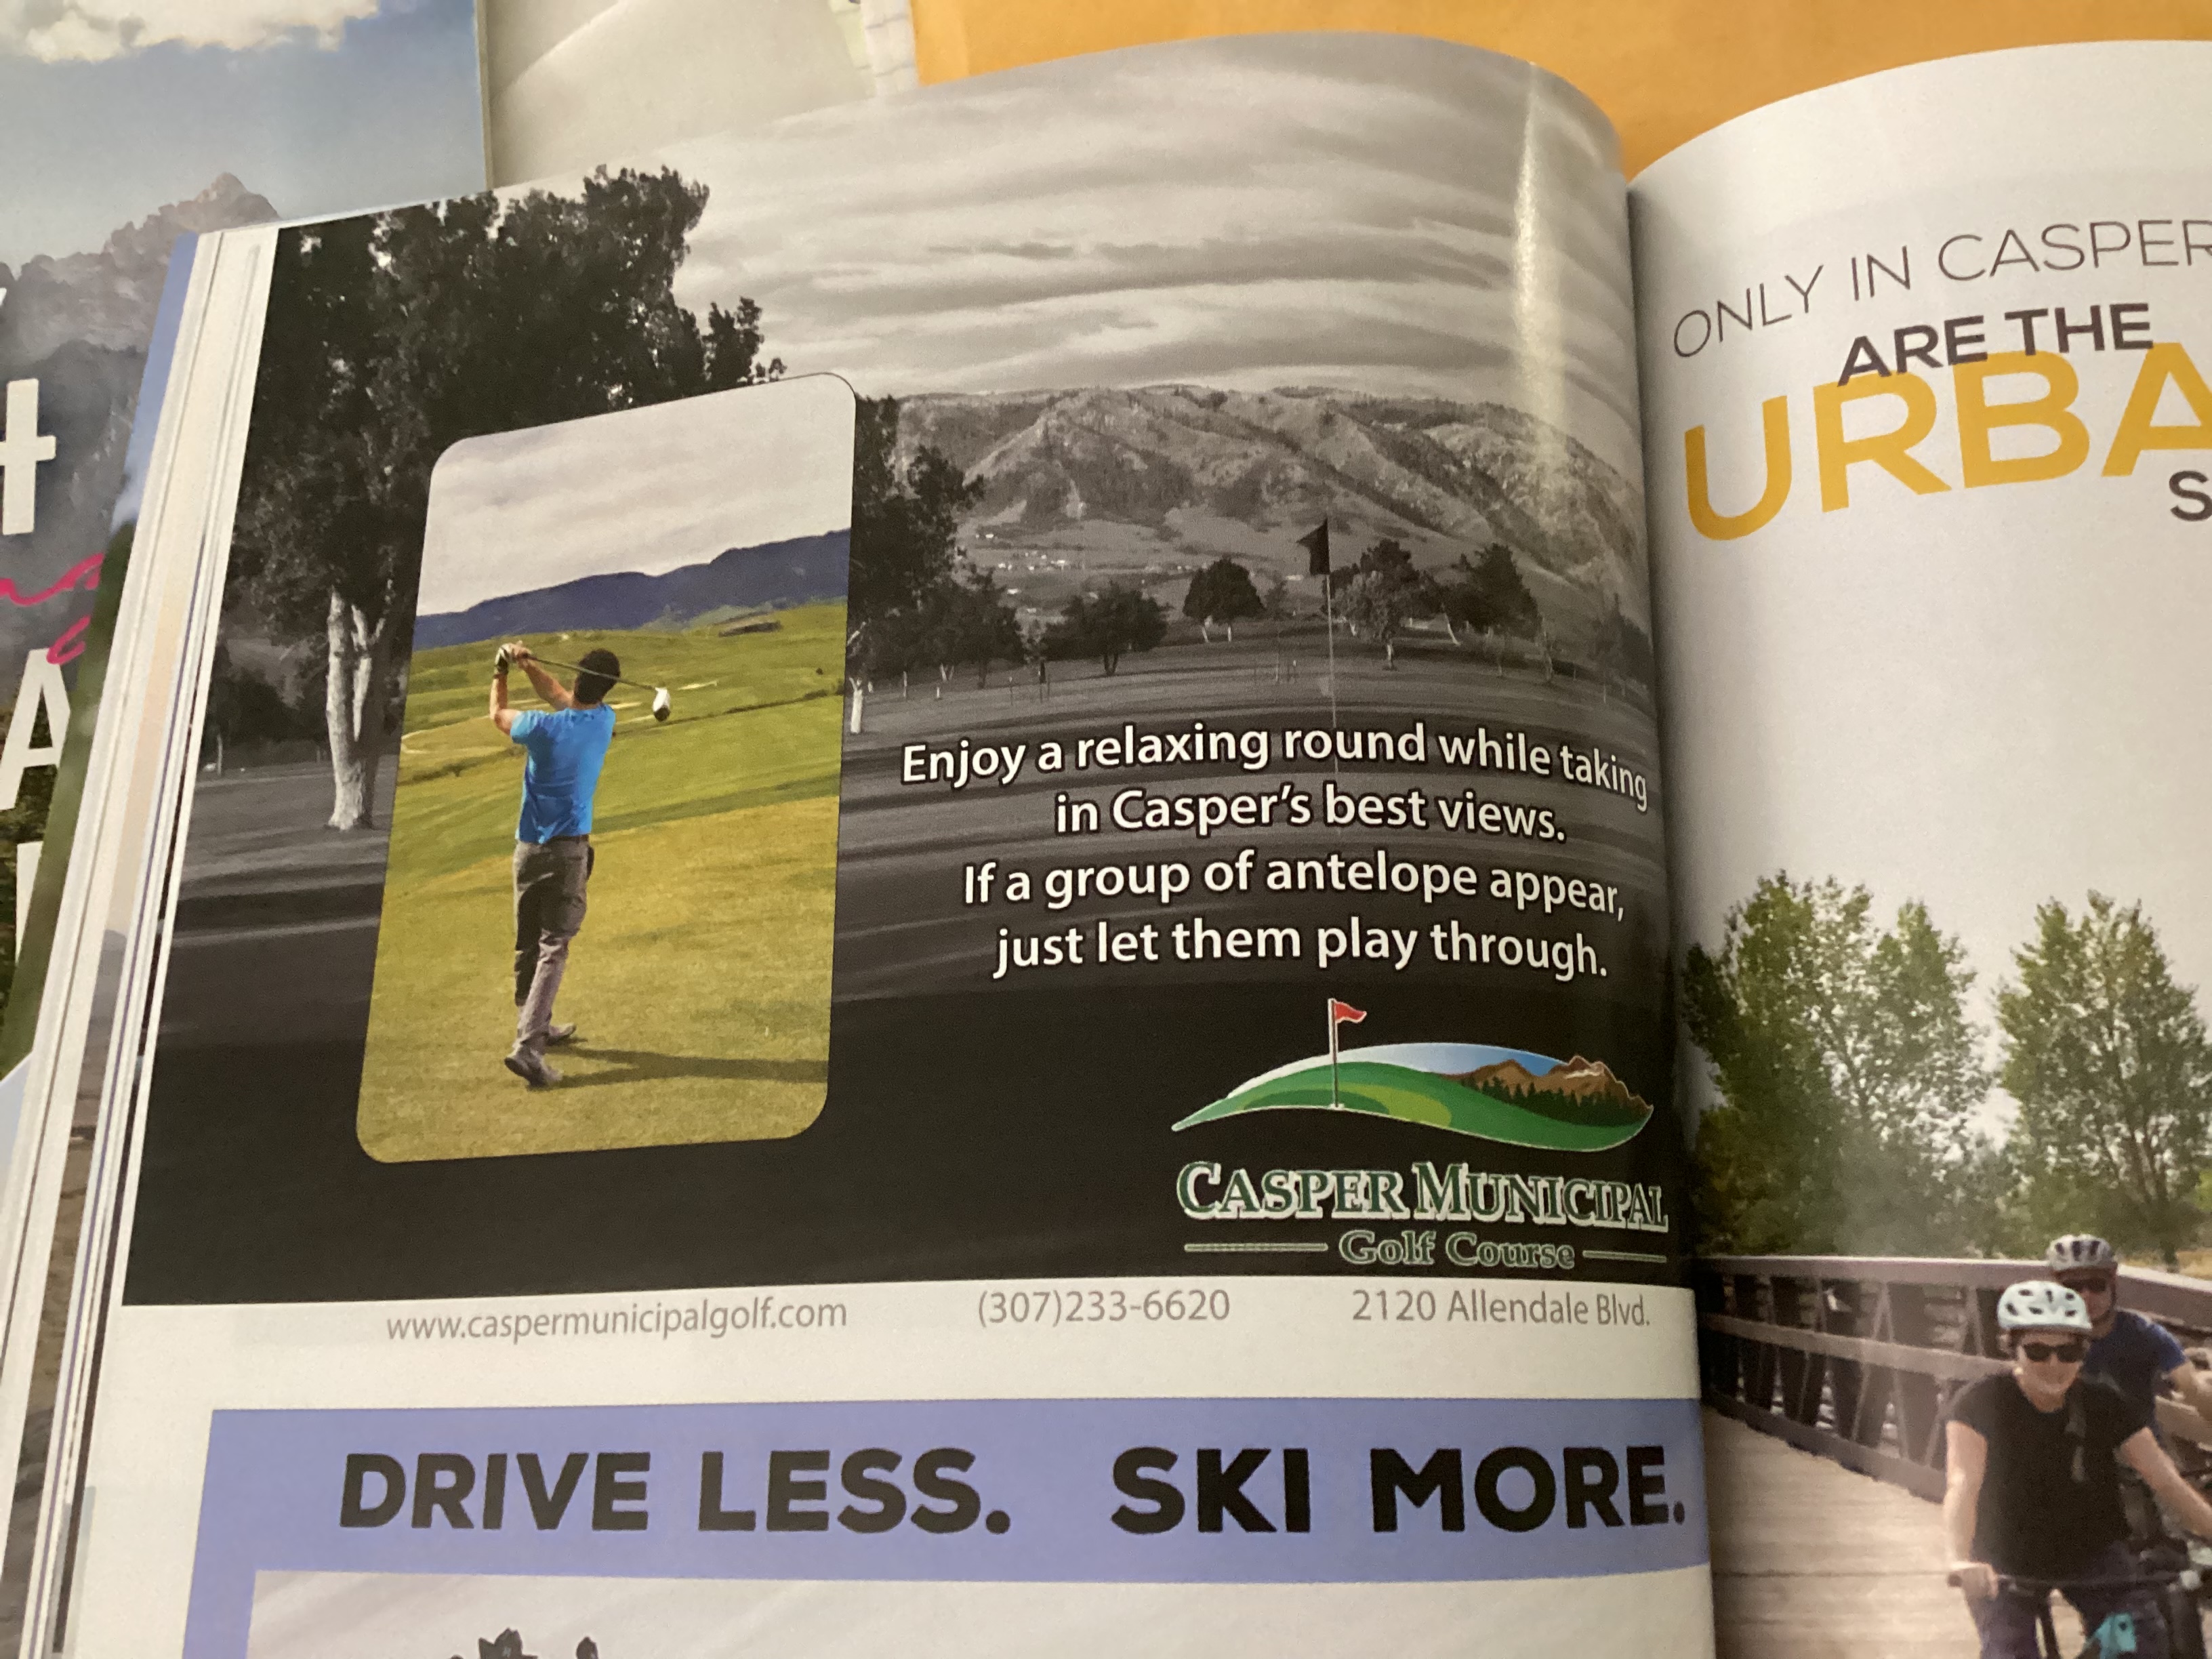 Enjoy a relaxing round while taking
in Casper's best views.
If a group of antelope appear,
just let them play through.
CASPER MUNICIPAL
Golf Course
www.caspermunicipalgolf.com (307)233-6620 2120 Allendale Blvd.
DRIVE LESS. SKI MORE.
ONLY IN CASPER
ARE THE